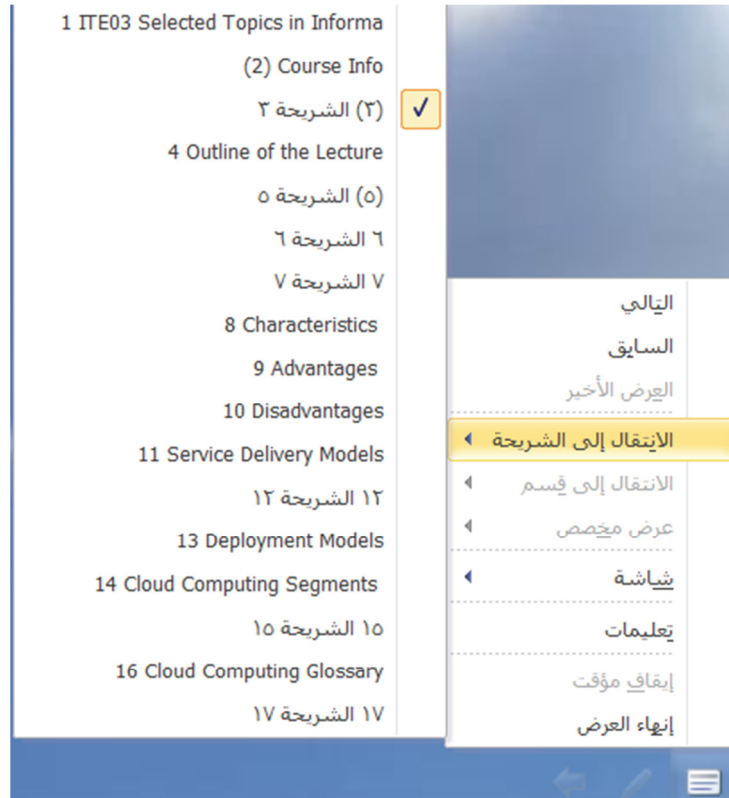 1 ITE03 Selected Topics in Informa
(2) Course Info
(٣) الشريحة ٣
4 Outline of the Lecture
(٥) الشريحة ٥
٦ الشريحة ٦
٧ الشريحة ٧
8 Characteristics
9 Advantages
10 Disadvantages
11 Service Delivery Models
١٢ الشريحة ١٢
13 Deployment Models
14 Cloud Computing Segments
١٥ الشريحة ١٥
16 Cloud Computing Glossary
١٧ الشريحة ١٧
التالي
السابق
العرض الأخير
الانتقال إلى الشريحة
الانتقال إلى قسم
عرض مخصص
شاشة
تعليمات
إيقاف مؤقت
إنهاء العرض